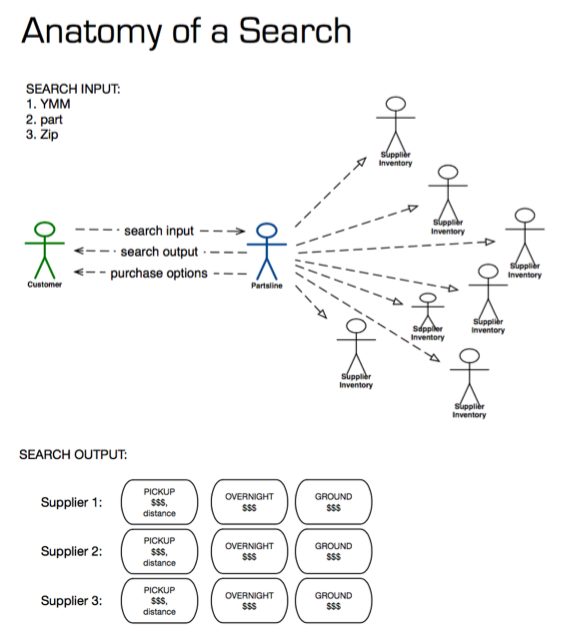 Anatomy of a Search
SEARCH INPUT:
1. YMM
2. part
3. Zip
Supplier
Inventory
Supplier
Inventory
search input
search output
purchase options
Customer
Partsline
Supplier
Inventory
Supplier
Inventory
Supplier
Inventory
Supplier
Inventory
Supplier
Inventory
SEARCH OUTPUT:
Supplier 1:
PICKUP
$$$,
distance
OVERNIGHT
$$$
GROUND
$$$
Supplier 2:
PICKUP
$$$,
distance
OVERNIGHT
$$$
GROUND
$$$
Supplier 3:
PICKUP
$$$,
distance
OVERNIGHT
$$$
GROUND
$$$